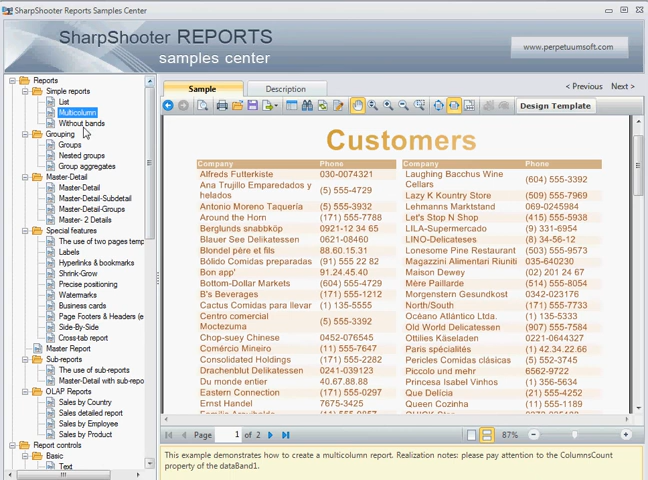 SharpShooter Reports Samples Center
SharpShooter REPORTS
samples center
www.perpetuumsoft.com
Reports
Simple reports
List
Multicolumn
Without bands
Grouping
Groups
Nested groups
Group aggregates
Master-Detail
Master-Detail
Master-Detail-Subdetail
Master-Detail-Groups
Master- 2 Details
Special features
The use of two pages temp
Labels
Hyperlinks & bookmarks
Shrink-Grow
Precise positioning
Watermarks
Business cards
Page Footers & Headers (e
Side-By-Side
Cross-tab report
Master Report
Sub-reports
The use of sub-reports
Master-Detail with sub-repo
OLAP Reports
Sales by Country
Sales detailed report
Sales by Employee
Sales by Product
Report controls
Basic
Text
Sample
Description
< Previous Next >
Design Template
Customers
Company Phone
Alfreds Futterkiste 030-0074321
Ana Trujillo Emparedados y helados (5) 555-4729
Antonio Moreno Taquería (5) 555-3932
Around the Horn (171) 555-7788
Berglunds snabbköp 0921-12 34 65
Blauer See Delikatessen 0621-08460
Blondel père et fils 88.60.15.31
Bólido Comidas preparadas (91) 555 22 82
Bon app' 91.24.45.40
Bottom-Dollar Markets (604) 555-4729
B's Beverages (171) 555-1212
Cactus Comidas para llevar (1) 135-5555
Centro comercial Moctezuma (5) 555-3392
Chop-suey Chinese 0452-076545
Comércio Mineiro (11) 555-7647
Consolidated Holdings (171) 555-2282
Drachenblut Delikatessen 0241-039123
Du monde entier 40.67.88.88
Eastern Connection (171) 555-0297
Ernst Handel 7675-3425
Company Phone
Laughing Bacchus Wine Cellars (604) 555-3392
Lazy K Kountry Store (509) 555-7969
Lehmanns Marktstand 069-0245984
Let's Stop N Shop (415) 555-5938
LILA-Supermercado (9) 331-6954
LINO-Delicateses (8) 34-56-12
Lonesome Pine Restaurant (503) 555-9573
Magazzini Alimentari Riuniti 035-640230
Maison Dewey (02) 201 24 67
Mère Paillarde (514) 555-8054
Morgenstern Gesundkost 0342-023176
North/South (171) 555-7733
Océano Atlántico Ltda. (1) 135-5333
Old World Delicatessen (907) 555-7584
Ottilies Käseladen 0221-0644327
Paris spécialités (1) 42.34.22.66
Pericles Comidas clásicas (5) 552-3745
Piccolo und mehr 6562-9722
Princesa Isabel Vinhos (1) 356-5634
Que Delícia (21) 555-4252
Queen Cozinha (11) 555-1189
Page 1 of 2
87%
This example demonstrates how to create a multicolumn report. Realization notes: please pay attention to the ColumnsCount
property of the dataBand1.